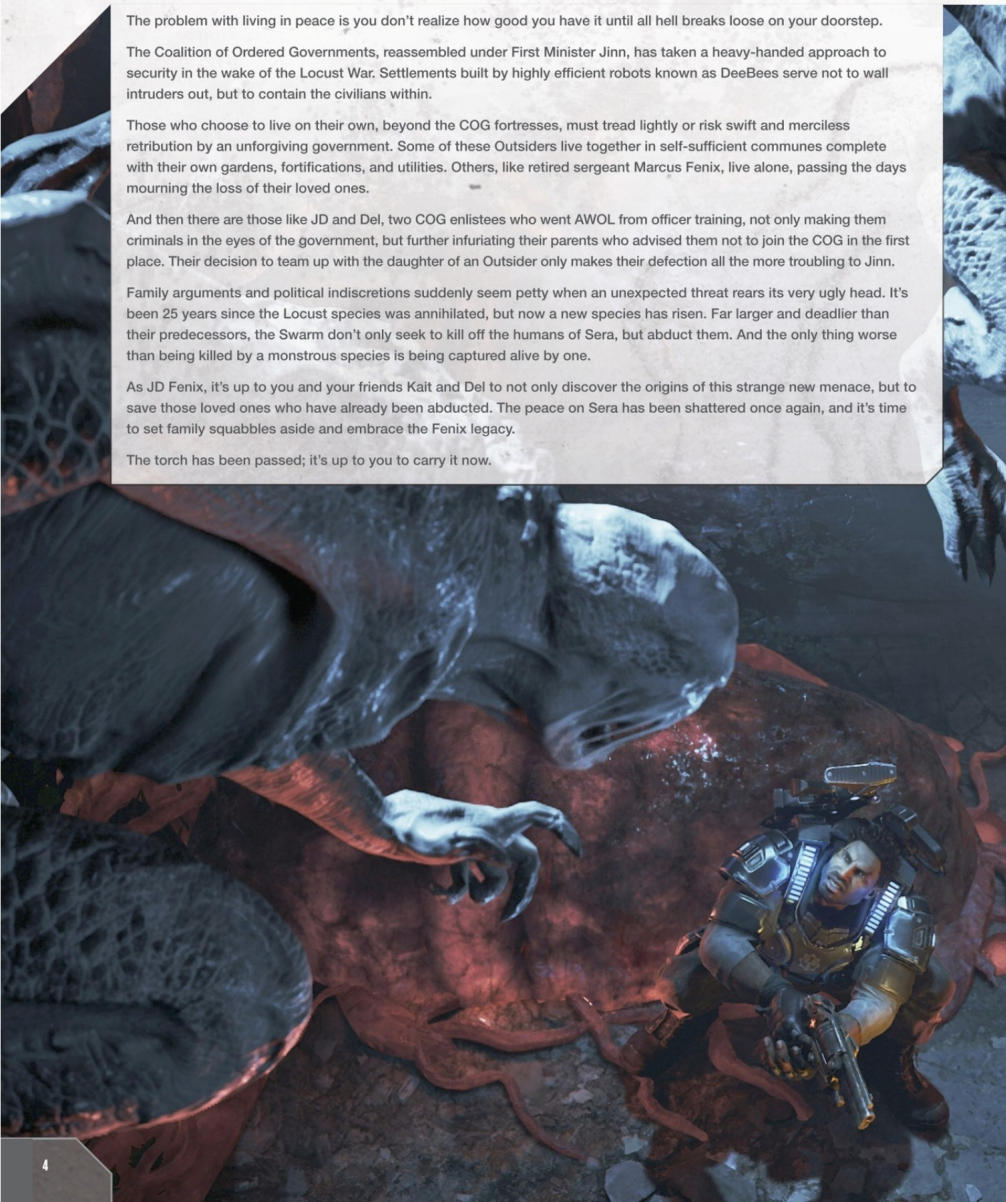 The problem with living in peace is you don't realize how good you have it until all hell breaks loose on your doorstep.
The Coalition of Ordered Governments, reassembled under First Minister Jinn, has taken a heavy-handed approach to
security in the wake of the Locust War. Settlements built by highly efficient robots known as DeeBees serve not to wall
intruders out, but to contain the civilians within.
Those who choose to live on their own, beyond the COG fortresses, must tread lightly or risk swift and merciless
retribution by an unforgiving government. Some of these Outsiders live together in self-sufficient communes complete
with their own gardens, fortifications, and utilities. Others, like retired sergeant Marcus Fenix, live alone, passing the days
mourning the loss of their loved ones.
And then there are those like JD and Del, two COG enlistees who went AWOL from officer training, not only making them
criminals in the eyes of the government, but further infuriating their parents who advised them not to join the COG in the first
place. Their decision to team up with the daughter of an Outsider only makes their defection all the more troubling to Jinn.
Family arguments and political indiscretions suddenly seem petty when an unexpected threat rears its very ugly head. It's
been 25 years since the Locust species was annihilated, but now a new species has risen. Far larger and deadlier than
their predecessors, the Swarm don't only seek to kill off the humans of Sera, but abduct them. And the only thing worse
than being killed by a monstrous species is being captured alive by one.
As JD Fenix, it's up to you and your friends Kait and Del to not only discover the origins of this strange new menace, but to
save those loved ones who have already been abducted. The peace on Sera has been shattered once again, and it's time
to set family squabbles aside and embrace the Fenix legacy.
The torch has been passed; it's up to you to carry it now.
4